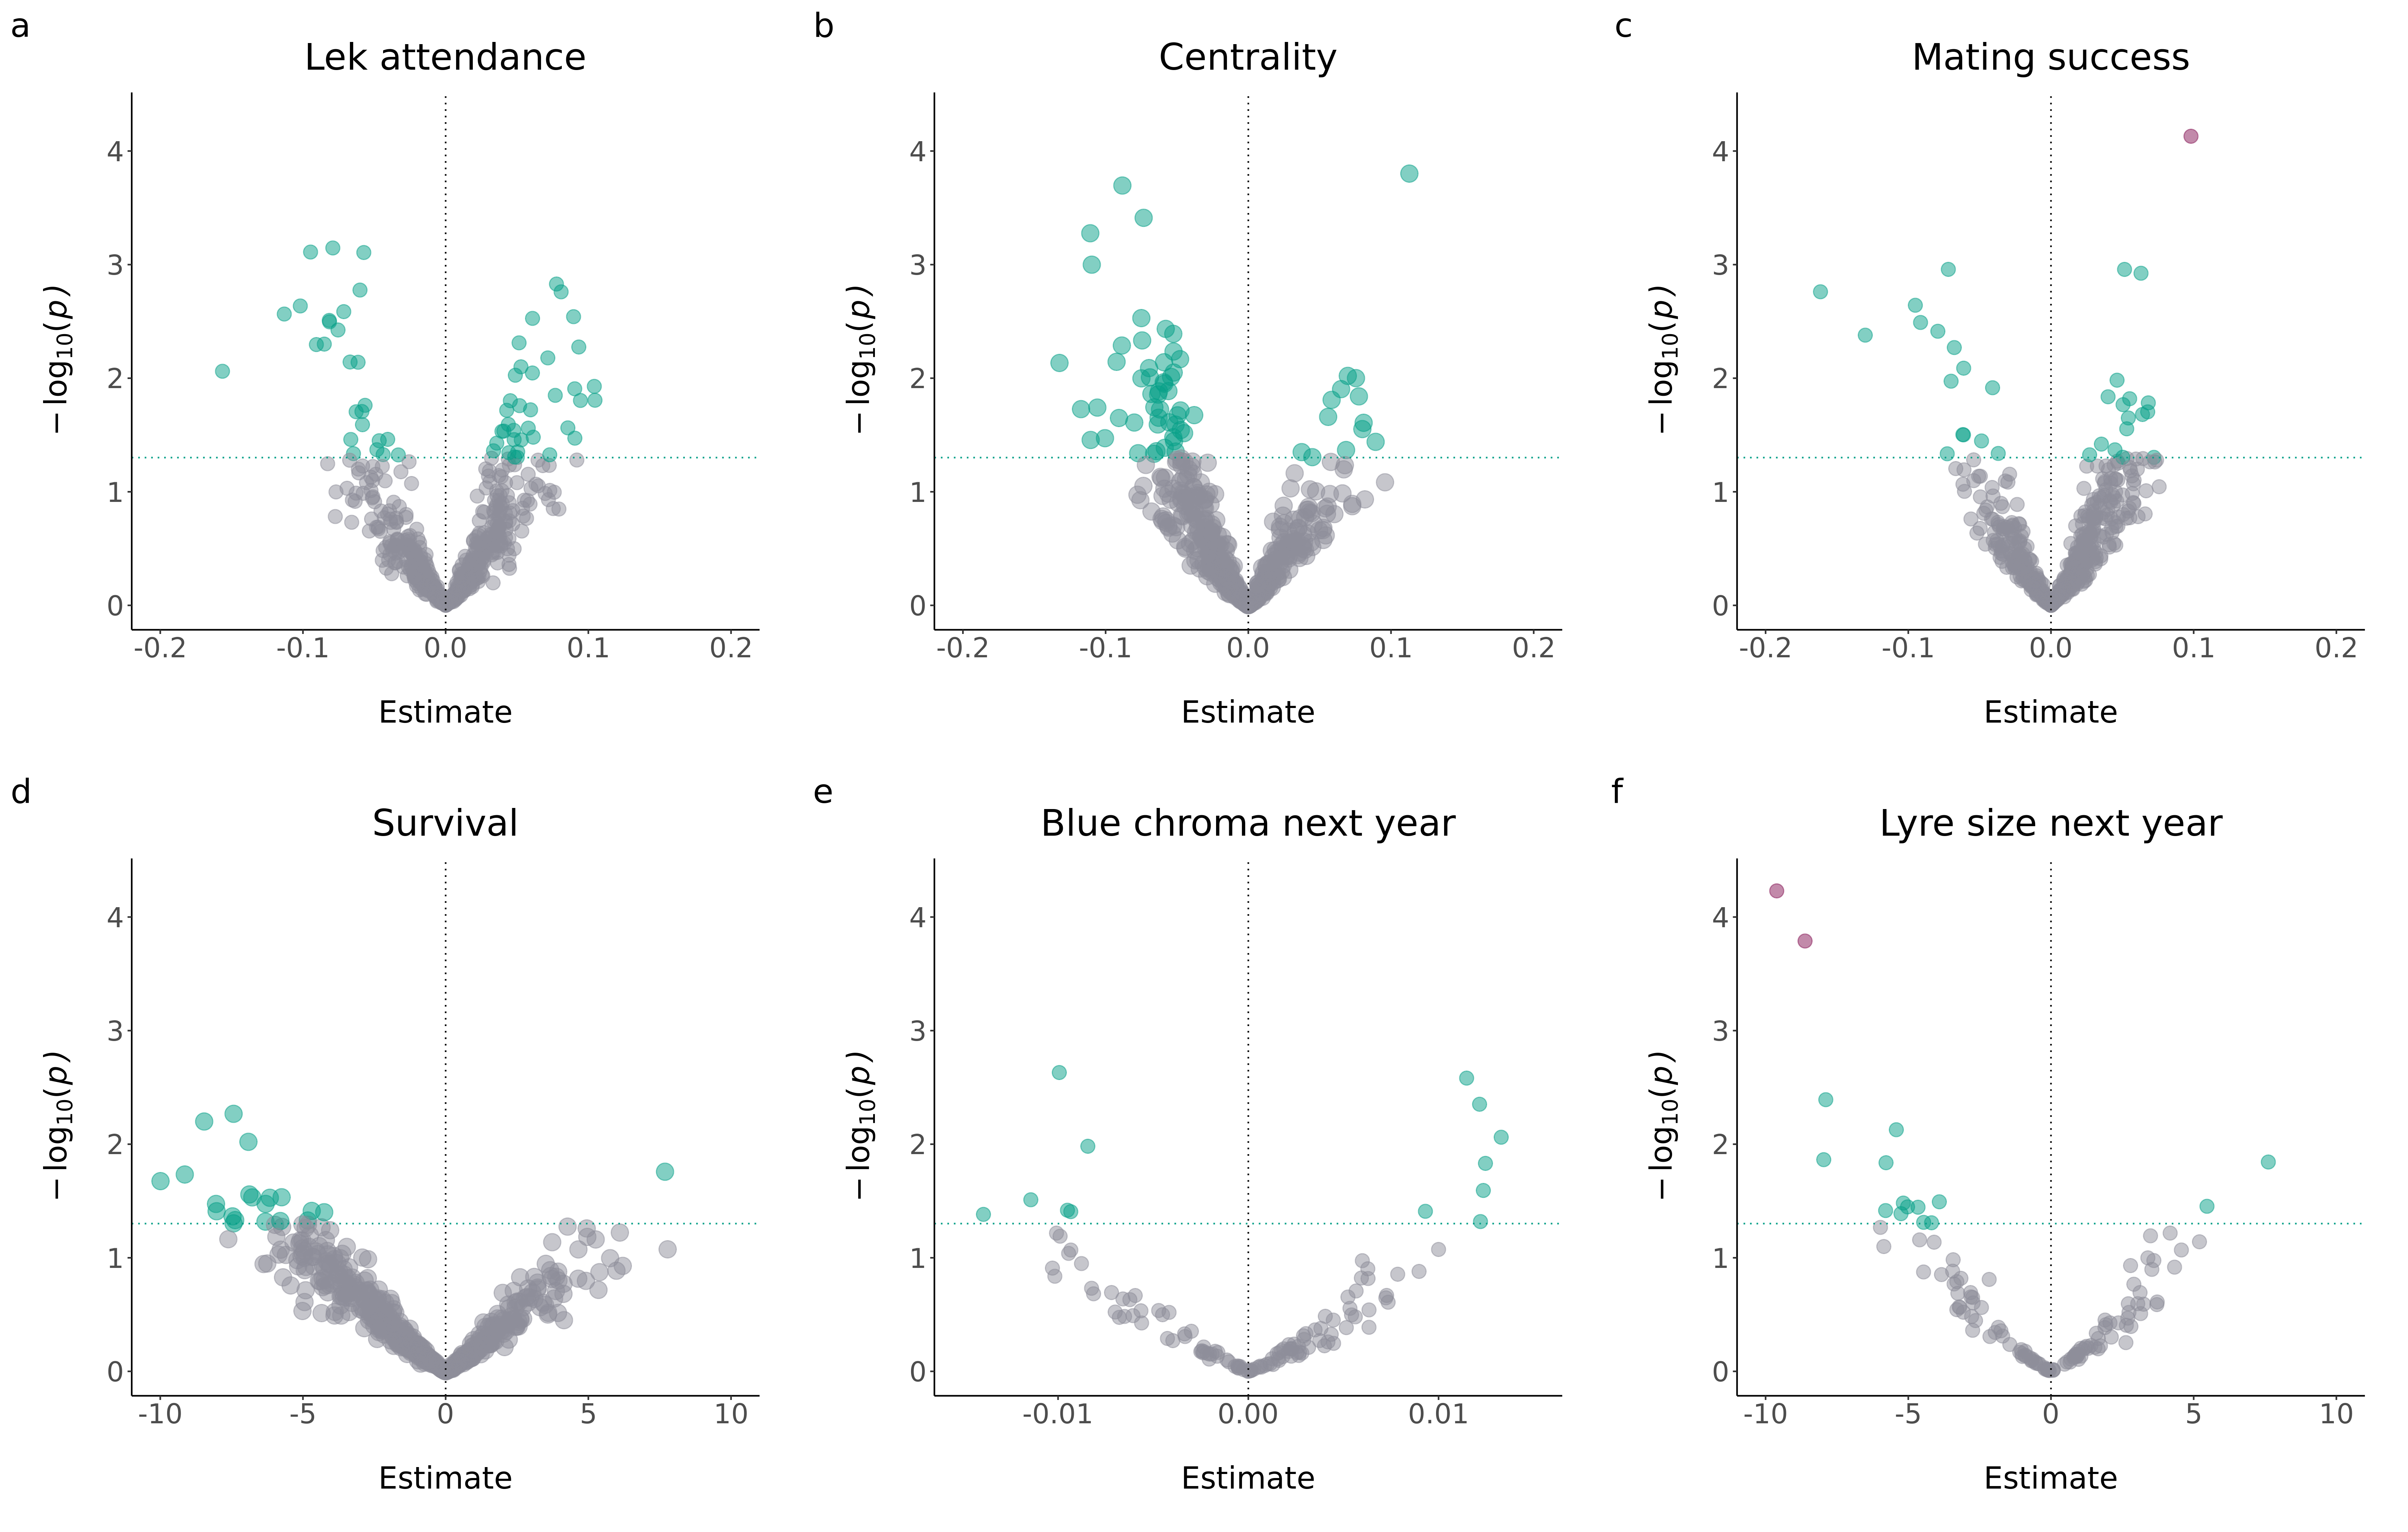 a
Lek attendance
4
3
2
1
0
-0.2 -0.1 0.0 0.1 0.2
− log10(p)
Estimate
b
Centrality
4
3
2
1
0
-0.2 -0.1 0.0 0.1 0.2
− log10(p)
Estimate
c
Mating success
4
3
2
1
0
-0.2 -0.1 0.0 0.1 0.2
− log10(p)
Estimate
d
Survival
4
3
2
1
0
-10 -5 0 5 10
− log10(p)
Estimate
e
Blue chroma next year
4
3
2
1
0
-0.01 0.00 0.01
− log10(p)
Estimate
f
Lyre size next year
4
3
2
1
0
-10 -5 0 5 10
− log10(p)
Estimate